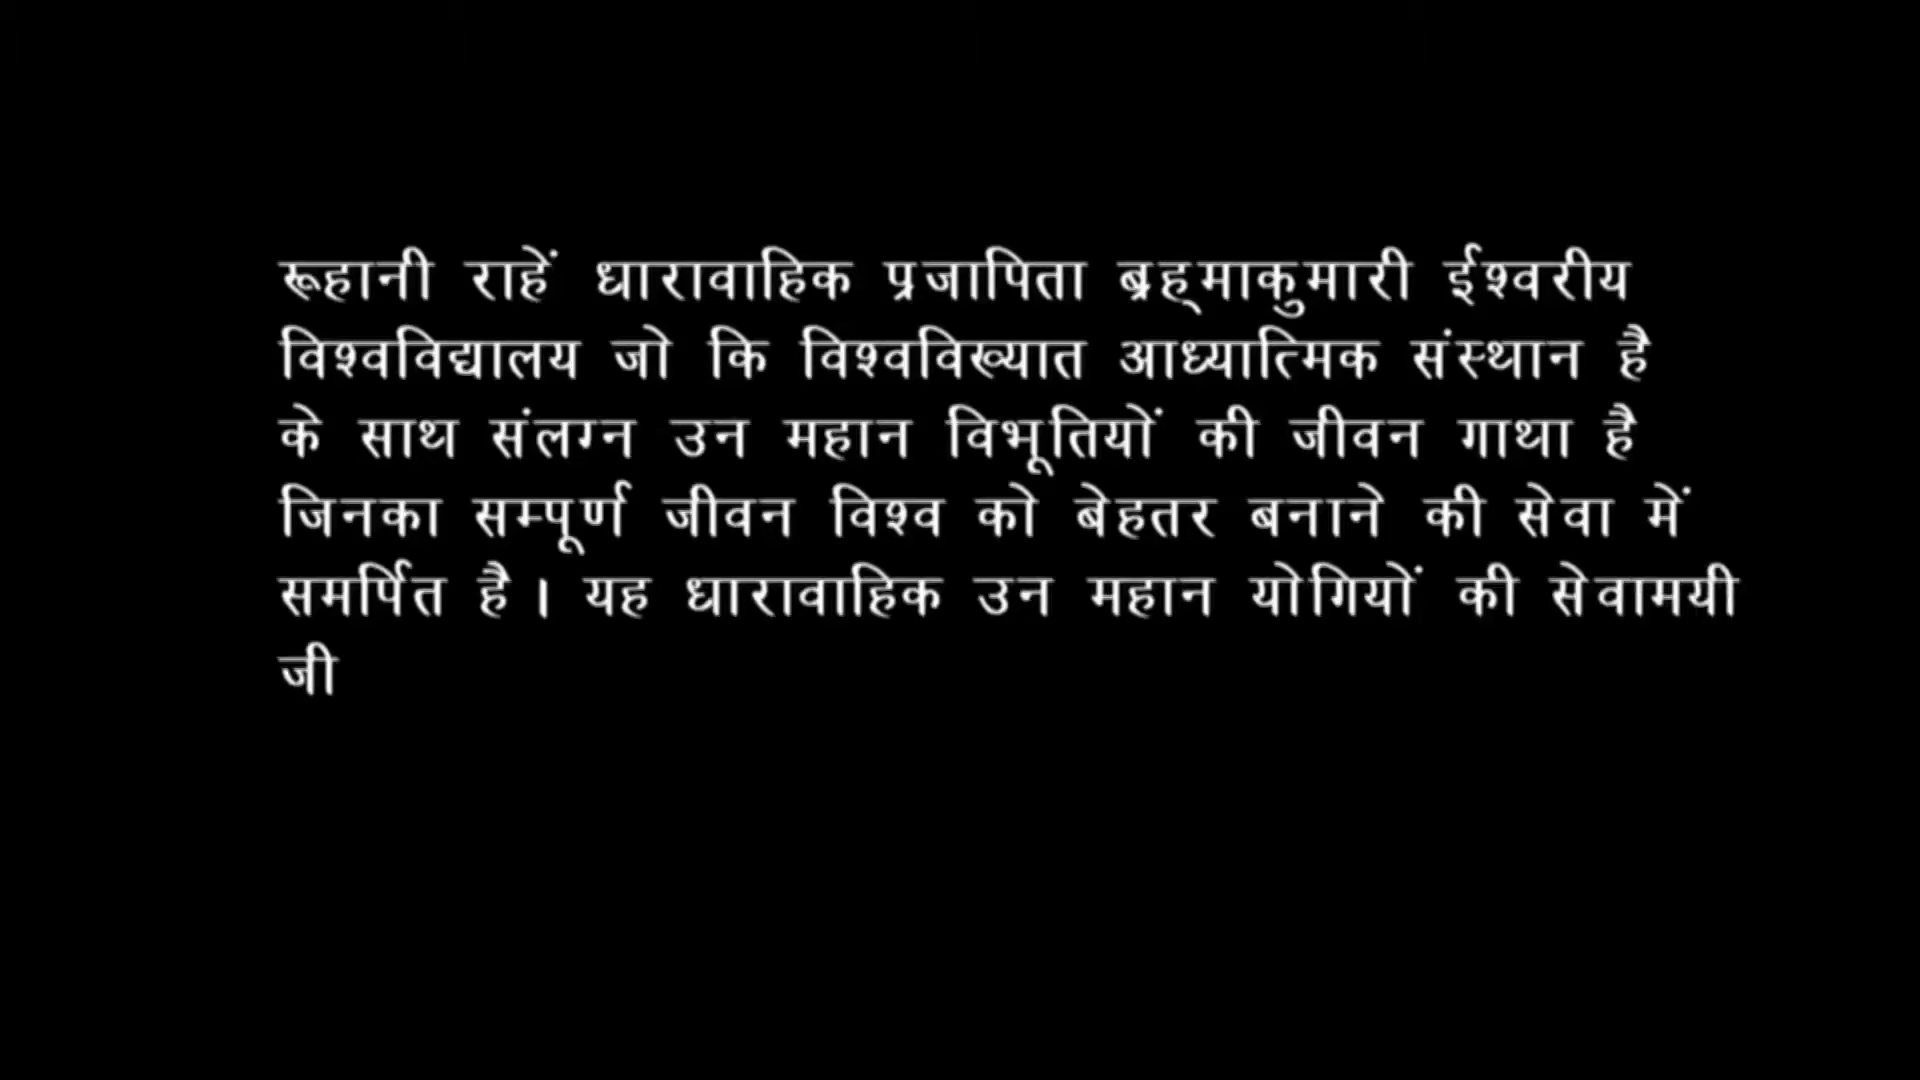 रूहानी राहें धारावाहिक प्रजापिता ब्रह्माकुमारी ईश्वरीय
विश्वविद्यालय जो कि विश्वविख्यात आध्यात्मिक संस्थान है
के साथ संलग्न उन महान विभूतियों की जीवन गाथा है
जिनका सम्पूर्ण जीवन विश्व को बेहतर बनाने की सेवा में
समर्पित है। यह धारावाहिक उन महान योगियों की सेवामयी
जी